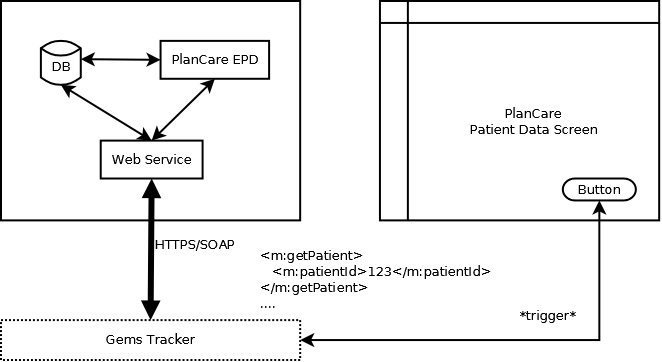 DB
PlanCare EPD
Web Service
HTTPS/SOAP
PlanCare
Patient Data Screen
Button
<m:getPatient>
<m:patientId>123</m:patientId>
</m:getPatient>
....
*trigger*
Gems Tracker